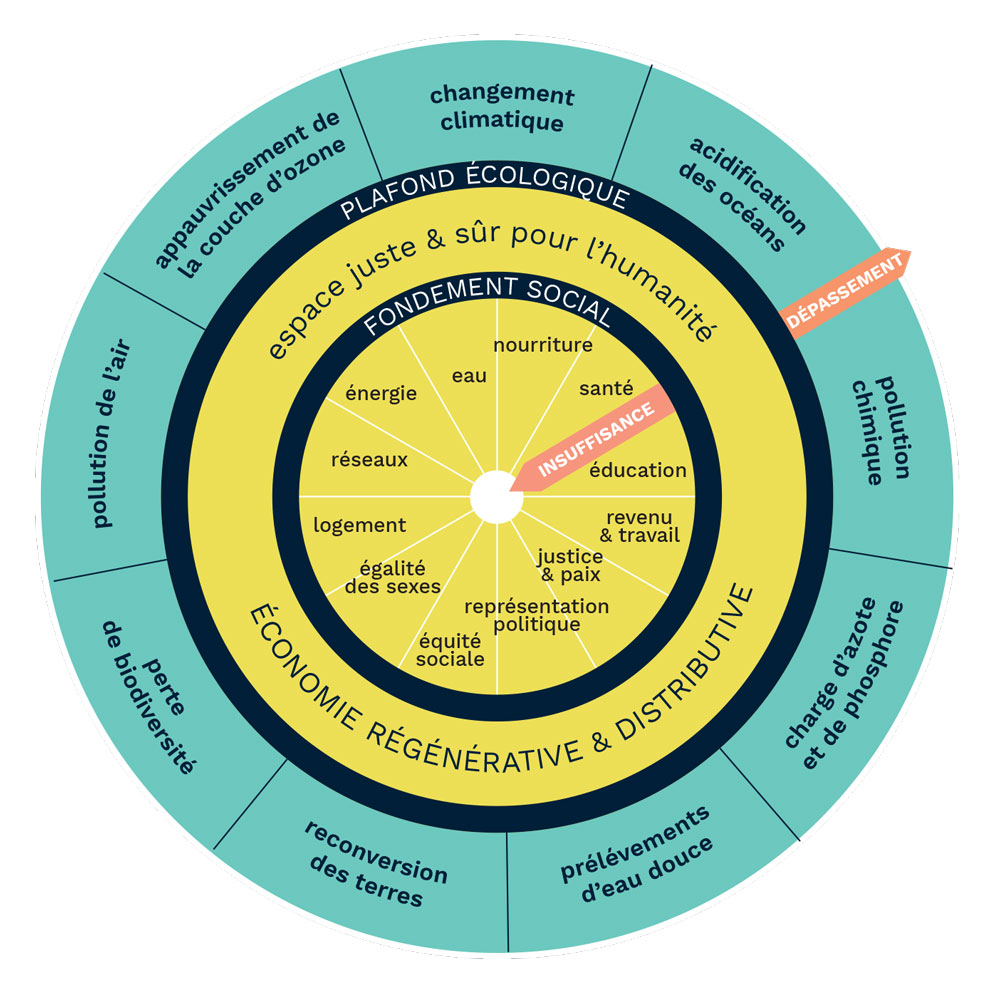 changement
climatique
acidification
des océans
DÉPASSEMENT
pollution
chimique
charge d'azote
et de phosphore
prélévements
d'eau douce
reconversion
des terres
perte
de biodiversité
pollution de l'air
appauvrissement de
la couche d'ozone
PLAFOND ÉCOLOGIQUE
espace juste & sûr pour l'humanité
FONDEMENT SOCIAL
nourriture
santé
INSUFFISANCE
éducation
revenu
& travail
justice
& paix
représentation
politique
équité
sociale
égalité
des sexes
logement
réseaux
énergie
eau
ÉCONOMIE RÉGÉNÉRATIVE & DISTRIBUTIVE